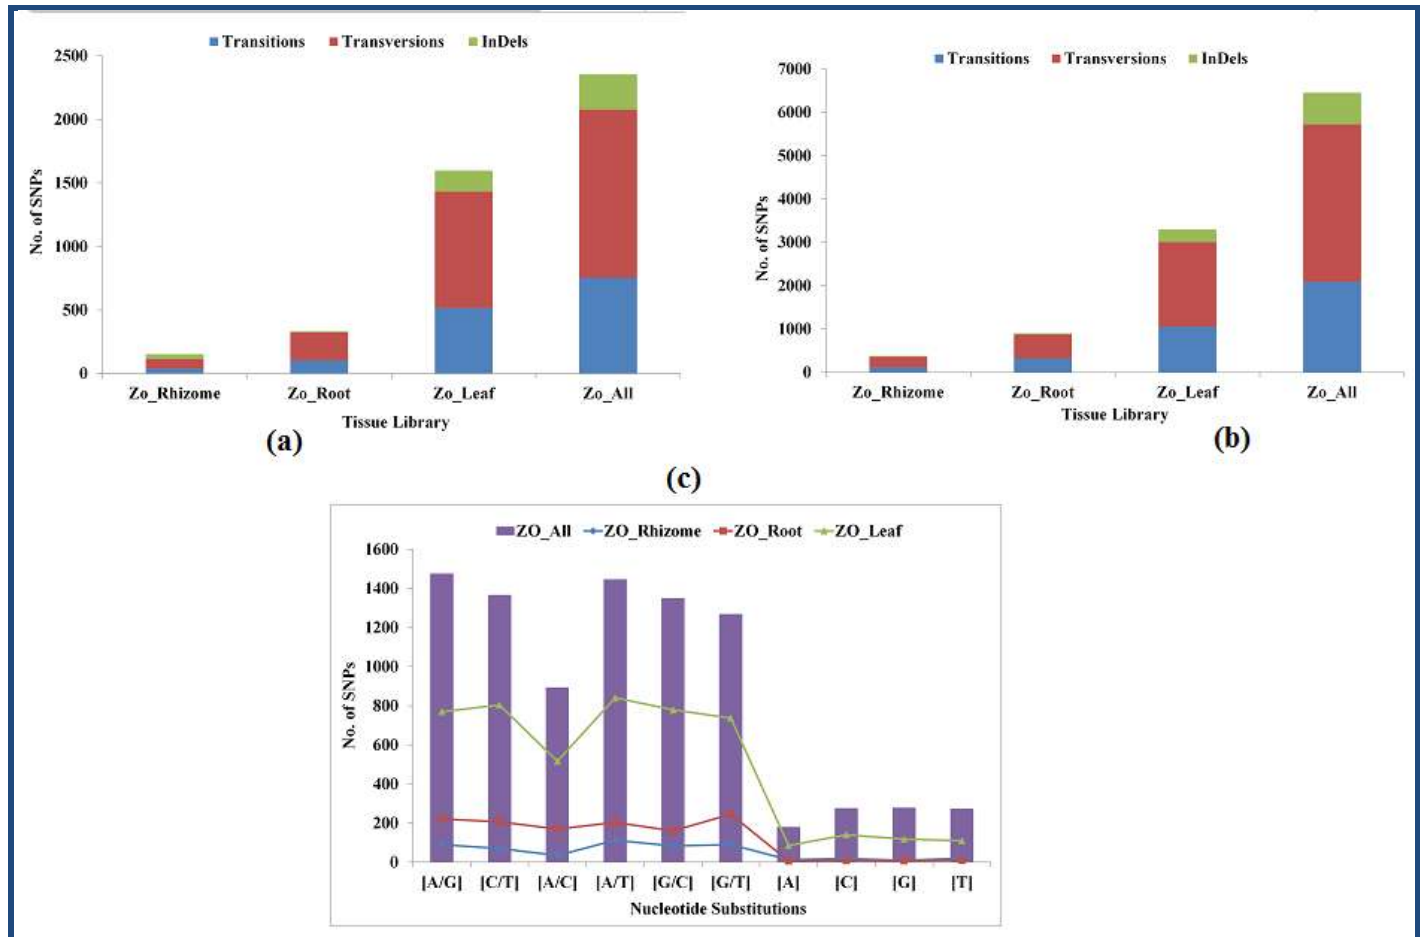 Transitions Transversions InDels
2500
2000
1500
1000
500
0
No. of SNPs
Zo_Rhizome Zo_Root Zo_Leaf Zo_All
Tissue Library
(a)
Transitions Transversions InDels
7000
6000
5000
4000
3000
2000
1000
0
No. of SNPs
Zo_Rhizome Zo_Root Zo_Leaf Zo_All
Tissue Library
(b)
(c)
ZO_All ZO_Rhizome ZO_Root ZO_Leaf
1600
1400
1200
1000
800
600
400
200
0
No. of SNPs
[A/G] [C/T] [A/C] [A/T] [G/C] [G/T] [A] [C] [G] [T]
Nucleotide Substitutions